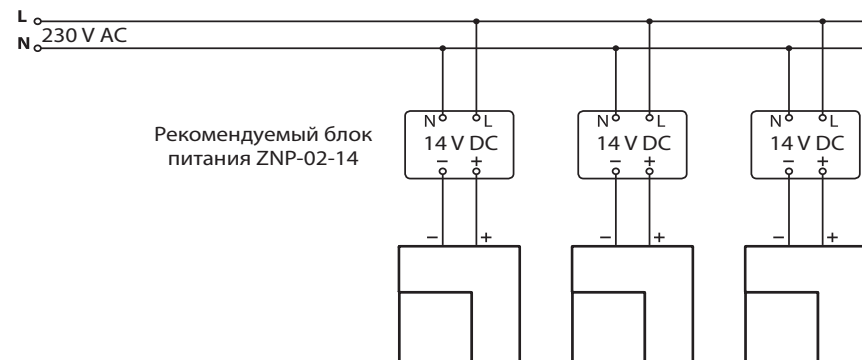 L
N 230 V AC
Рекомендуемый блок
питания ZNP-02-14
N L N L N L
14 V DC 14 V DC 14 V DC
– + – + – +
– + – + – +